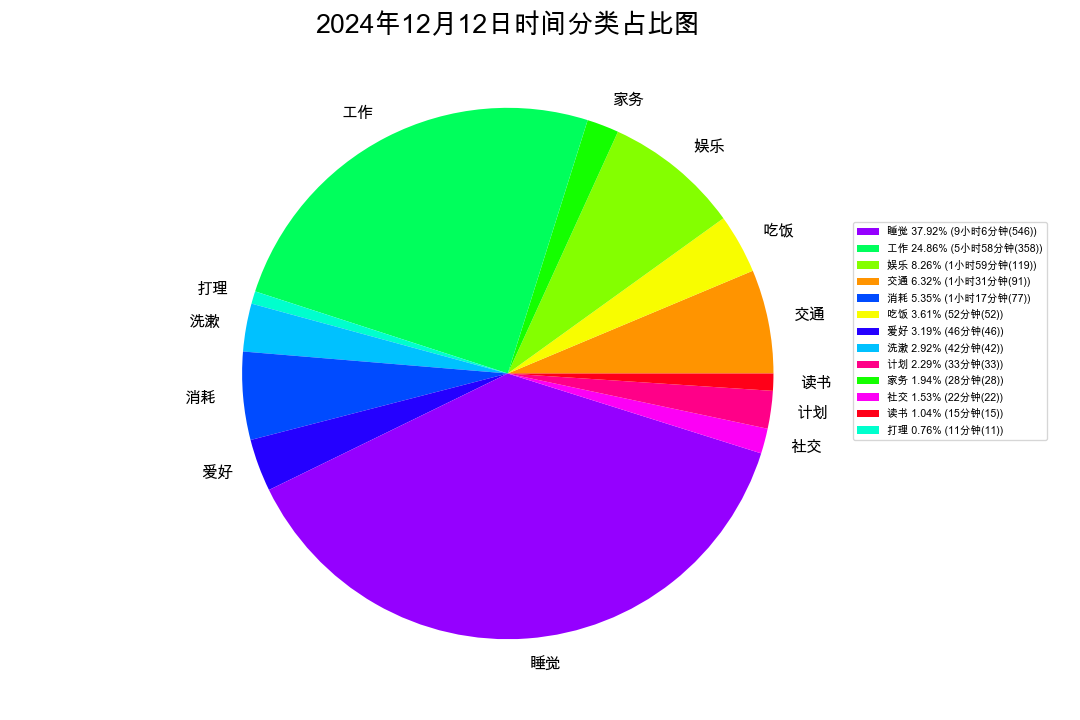 2024年12月12日时间分类占比图
家务
工作
娱乐
吃饭
打理
交通
洗漱
读书
消耗
计划
社交
爱好
睡觉
睡觉 37.92% (9小时6分钟(546))
工作 24.86% (5小时58分钟(358))
娱乐 8.26% (1小时59分钟(119))
交通 6.32% (1小时31分钟(91))
消耗 5.35% (1小时17分钟(77))
吃饭 3.61% (52分钟(52))
爱好 3.19% (46分钟(46))
洗漱 2.92% (42分钟(42))
计划 2.29% (33分钟(33))
家务 1.94% (28分钟(28))
社交 1.53% (22分钟(22))
读书 1.04% (15分钟(15))
打理 0.76% (11分钟(11))